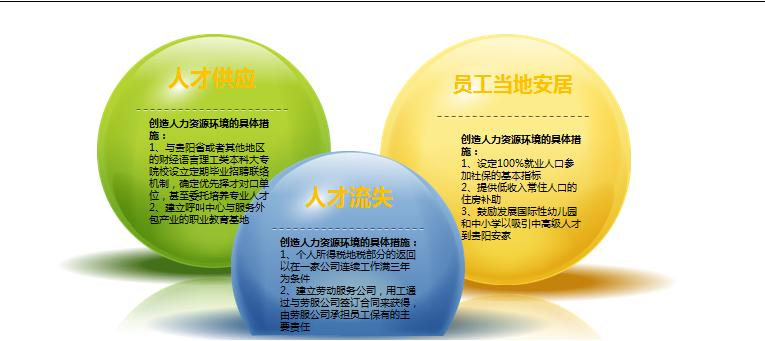 人才供应
创造人力资源环境的具体措
施：
1、与贵阳省或者其他地区
的财经语言理工类本科大专
院校设立定期毕业招聘联络
机制，确定优先择才对口单
位，甚至委托培养专业人才
2、建立呼叫中心与服务外
包产业的职业教育基地
人才流失
创造人力资源环境的具体措施：
1、个人所得税地税部分的返回
以在一家公司连续工作满三年
为条件
2、建立劳动服务公司，用工通
过与劳服公司签订合同来获得，
由劳服公司承担员工保有的主
要责任
员工当地安居
创造人力资源环境的具体措
施：
1、设定100%就业人口参
加社保的基本指标
2、提供低收入常住人口的
住房补助
3、鼓励发展国际性幼儿园
和中小学以吸引中高级人才
到贵阳安家